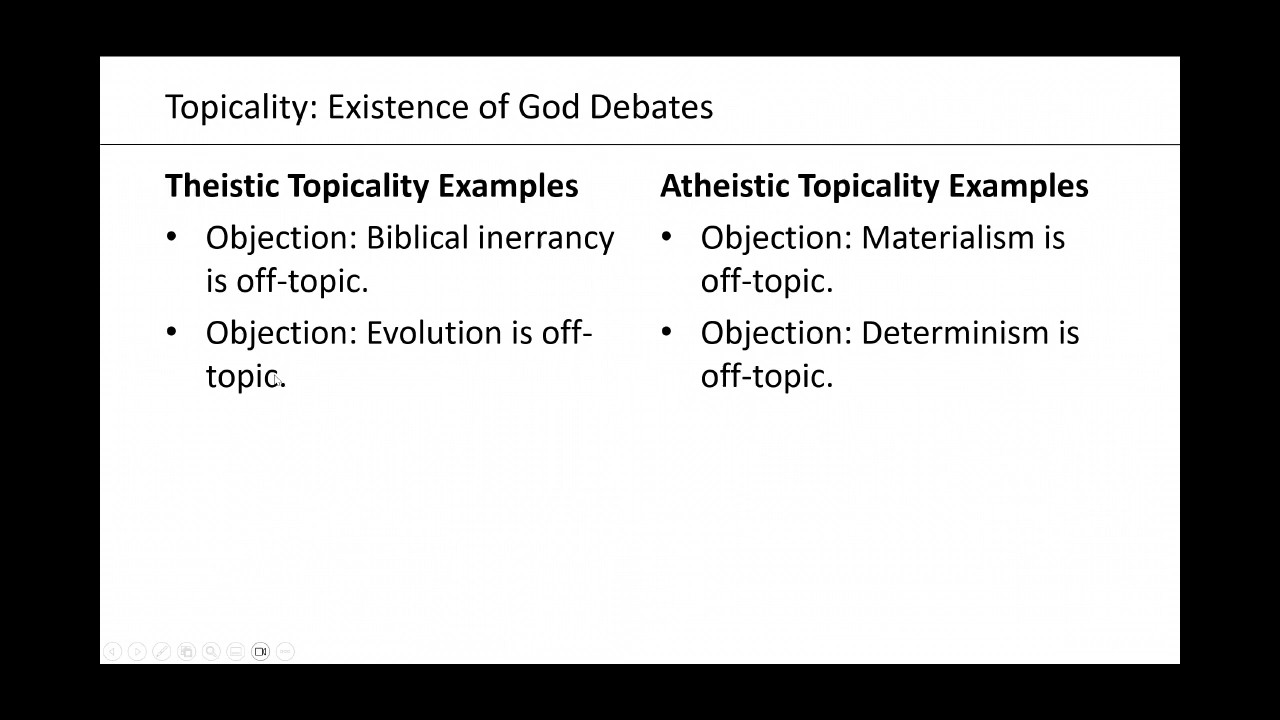 Topicality: Existence of God Debates
Theistic Topicality Examples
• Objection: Biblical inerrancy
is off-topic.
• Objection: Evolution is off-
topic.
Atheistic Topicality Examples
• Objection: Materialism is
off-topic.
• Objection: Determinism is
off-topic.